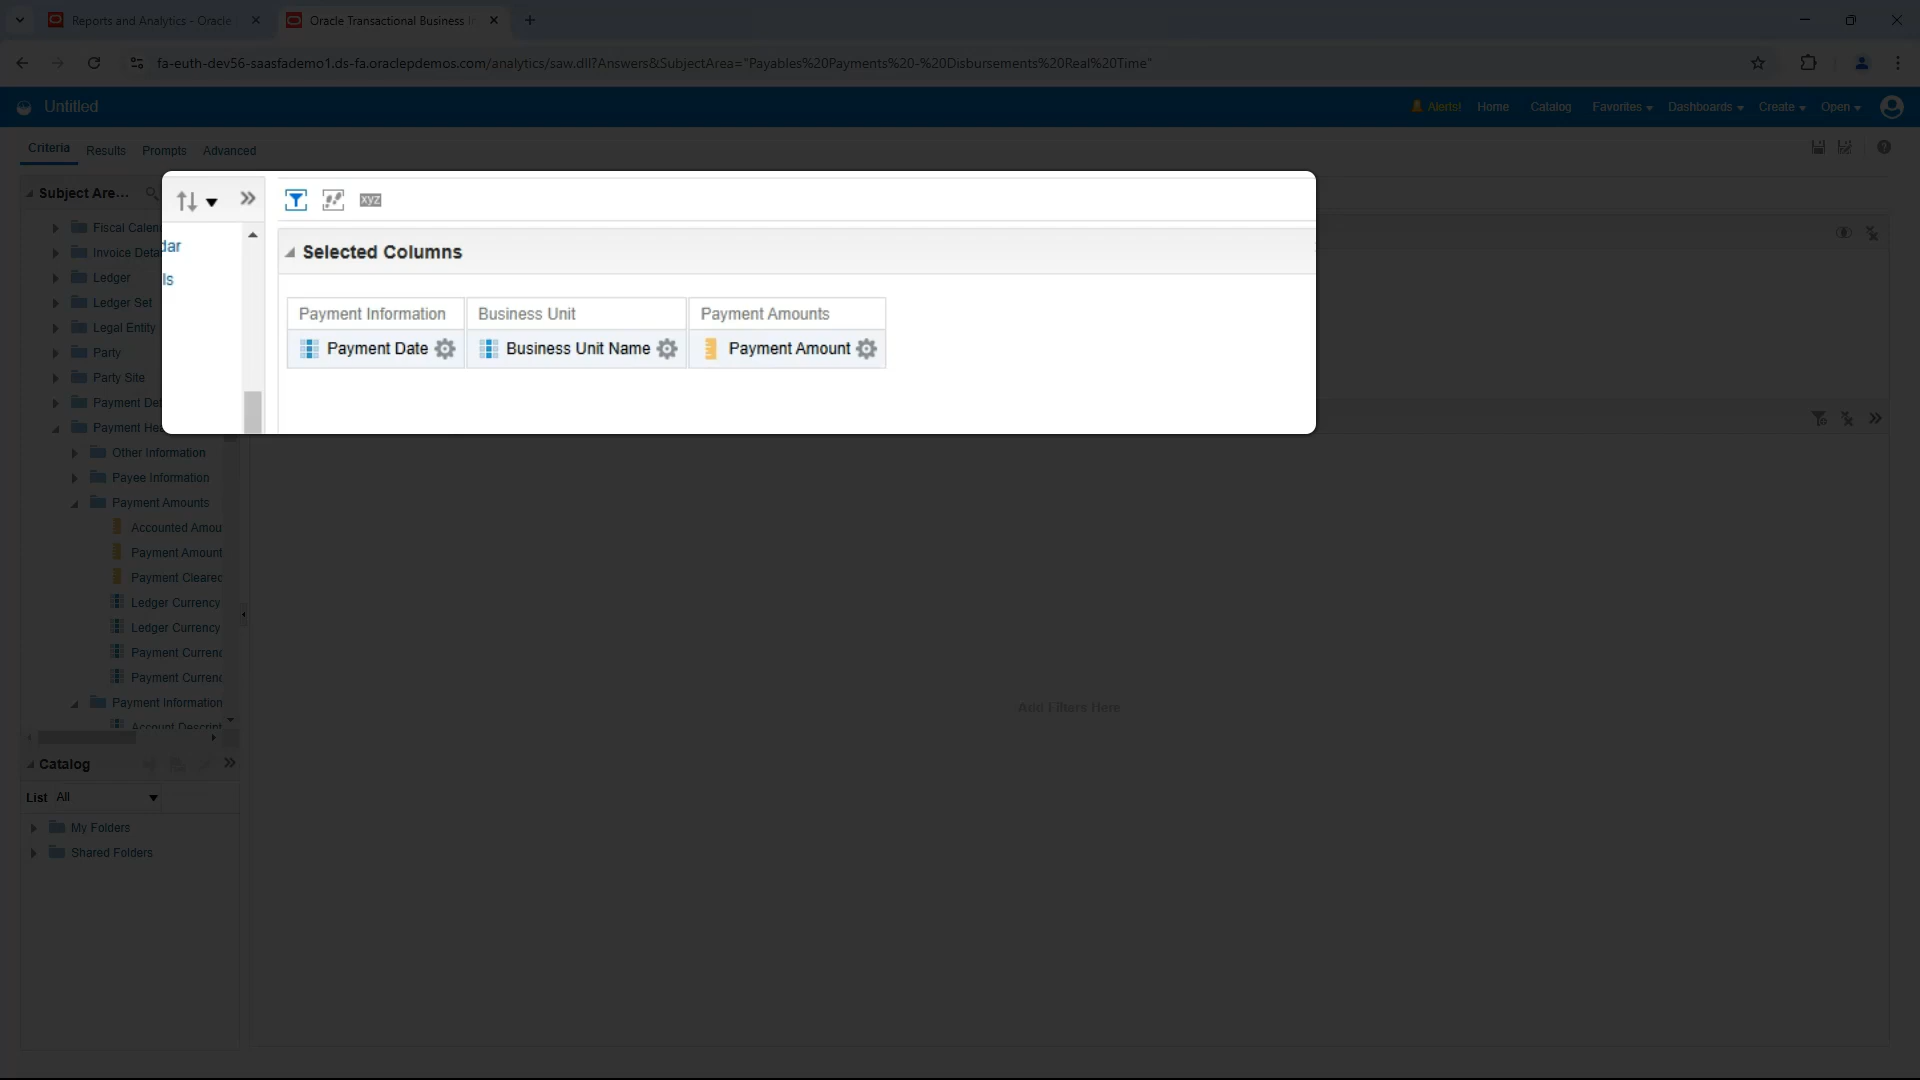 Reports and Analytics - Oracle
Oracle Transactional Business I
fa-euth-dev56-saasfademo1.ds-fa.oraclepdemos.com/analytics/saw.dll?Answers&SubjectArea="Payables%20Payments%20-%20Disbursements%20Real%20Time"
Untitled
Alerts!
Home
Catalog
Favorites
Dashboards
Create
Open
Criteria
Results
Prompts
Advanced
Subject Are...
xyz
Selected Columns
Payment Information
Business Unit
Payment Amounts
Payment Date
Business Unit Name
Payment Amount
Fiscal Calen
dar
Invoice Deta
ls
Ledger
Ledger Set
Legal Entity
Party
Party Site
Payment Det
Payment He
Other Information
Payee Information
Payment Amounts
Accounted Amou
Payment Amount
Payment Cleared
Ledger Currency
Ledger Currency
Payment Currenc
Payment Currenc
Payment Information
Account Descript
Add Filters Here
Catalog
List All
My Folders
Shared Folders